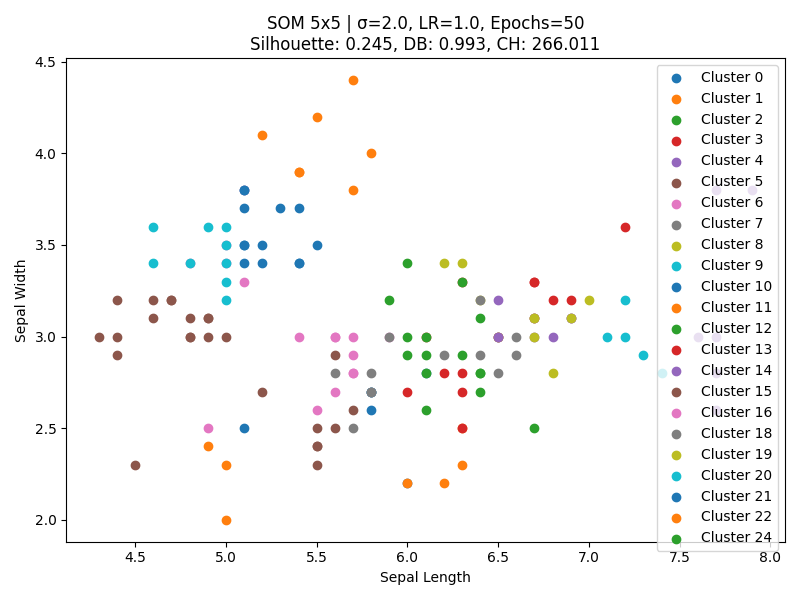 SOM 5x5 | σ=2.0, LR=1.0, Epochs=50
Silhouette: 0.245, DB: 0.993, CH: 266.011
4.5
4.0
3.5
3.0
2.5
2.0
Sepal Width
4.5
5.0
5.5
6.0
6.5
7.0
7.5
8.0
Sepal Length
Cluster 0
Cluster 1
Cluster 2
Cluster 3
Cluster 4
Cluster 5
Cluster 6
Cluster 7
Cluster 8
Cluster 9
Cluster 10
Cluster 11
Cluster 12
Cluster 13
Cluster 14
Cluster 15
Cluster 16
Cluster 18
Cluster 19
Cluster 20
Cluster 21
Cluster 22
Cluster 24